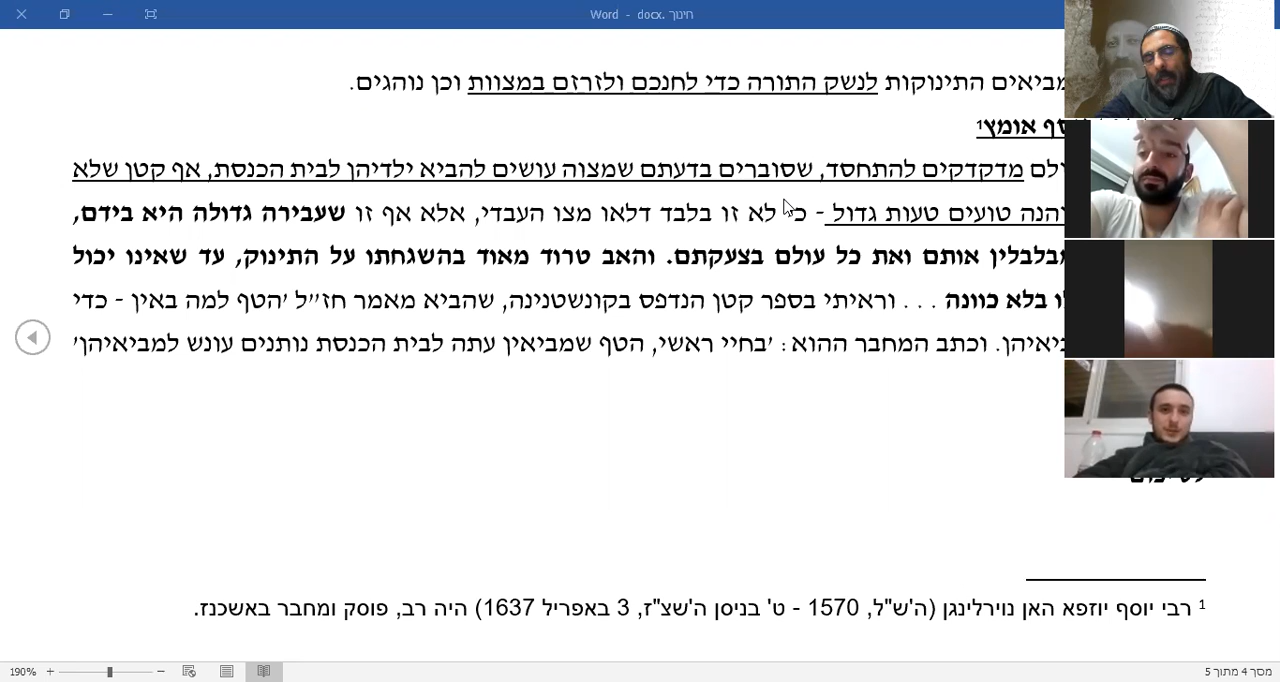 חינוך .docx - Word
מביאים התינוקות לנשק התורה כדי לחנכם ולזרזם במצוות וכן נוהגים.
אומץ¹
מדקדקים להתחסד, שסוברים בדעתם שמצוה עושים להביא ילדיהן לבית הכנסת, אף קטן שלא
והנה טועים טעות גדול - כי לא זו בלבד דלאו מצו העבדי, אלא אף זו שעבירה גדולה היא בידם,
מבלבלין אותם ואת כל עולם בצעקתם. והאב טרוד מאוד בהשגחתו על התינוק, עד שאינו יכול
בלא כוונה . . . וראיתי בספר קטן הנדפס בקונשטנינה, שהביא מאמר חז״ל 'הטף למה באין - כדי
וכתב המחבר ההוא: 'בחיי ראשי, הטף שמביאין עתה לבית הכנסת נותנים עונש למביאיהן'
¹ רבי יוסף יוזפא האן נוירלינגן (ה'ש"ל, 1570 - ט' בניסן ה'שצ"ז, 3 באפריל 1637) היה רב, פוסק ומחבר באשכנז.
מסך 4 מתוך 5
190%